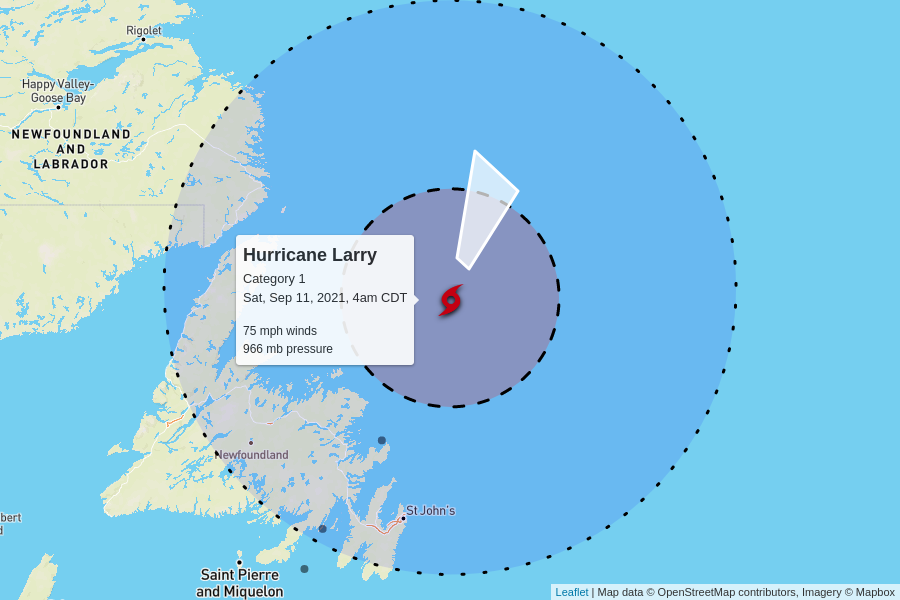 Rigolet
Happy Valley-
Goose Bay
NEWFOUNDLAND
AND
LABRADOR
Hurricane Larry
Category 1
Sat, Sep 11, 2021, 4am CDT
75 mph winds
966 mb pressure
Newfoundland
St John's
bert
d
Saint Pierre
and Miquelon
Leaflet | Map data © OpenStreetMap contributors, Imagery © Mapbox